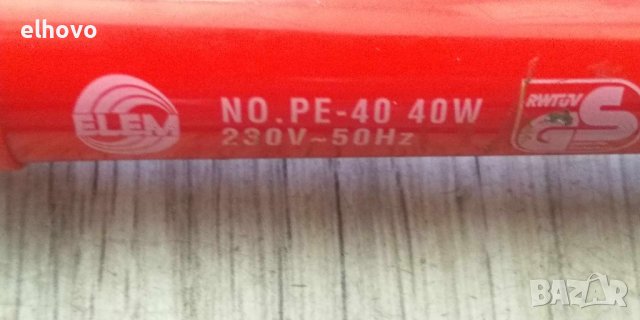 elhovo
ELEM
NO.PE-40 40W
230V~50Hz
RWTÜV
GS
BAZAR